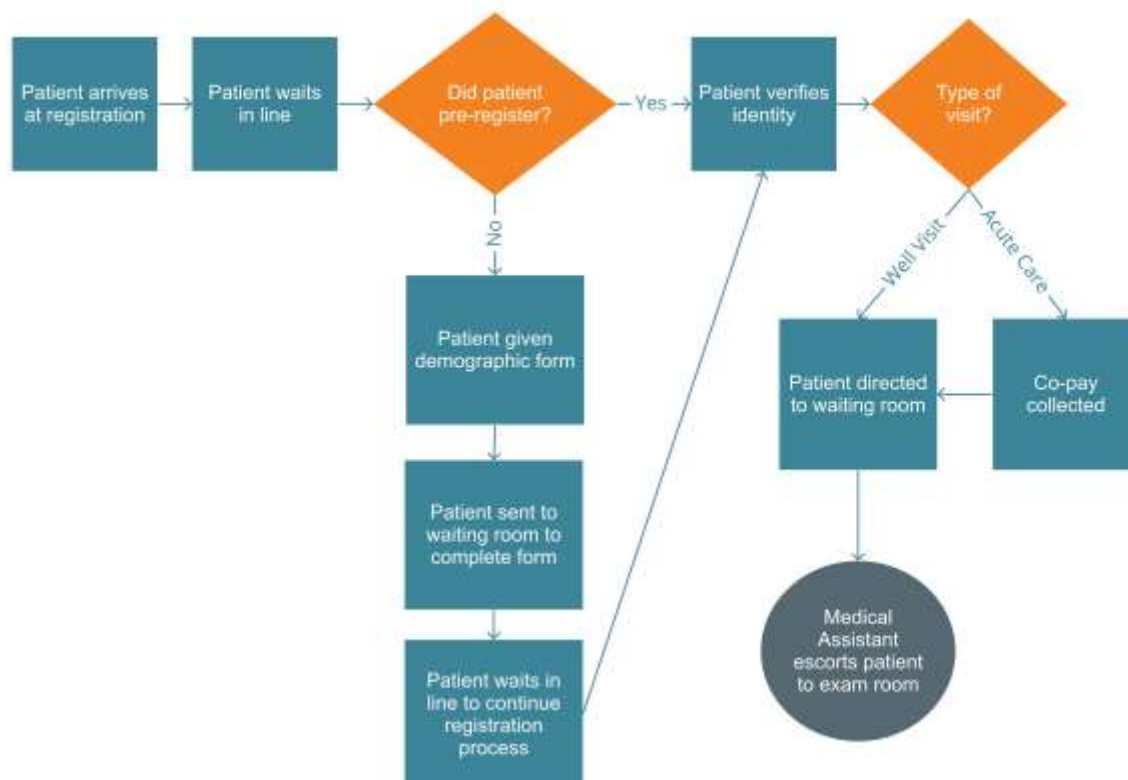 Patient arrives
at registration
Patient waits
in line
Did patient
pre-register?
Yes
Patient verifies
identity
Type of
visit?
No
Well Visit
Acute Care
Patient given
demographic form
Patient directed
to waiting room
Co-pay
collected
Patient sent to
waiting room to
complete form
Medical
Assistant
escorts patient
to exam room
Patient waits in
line to continue
registration
process